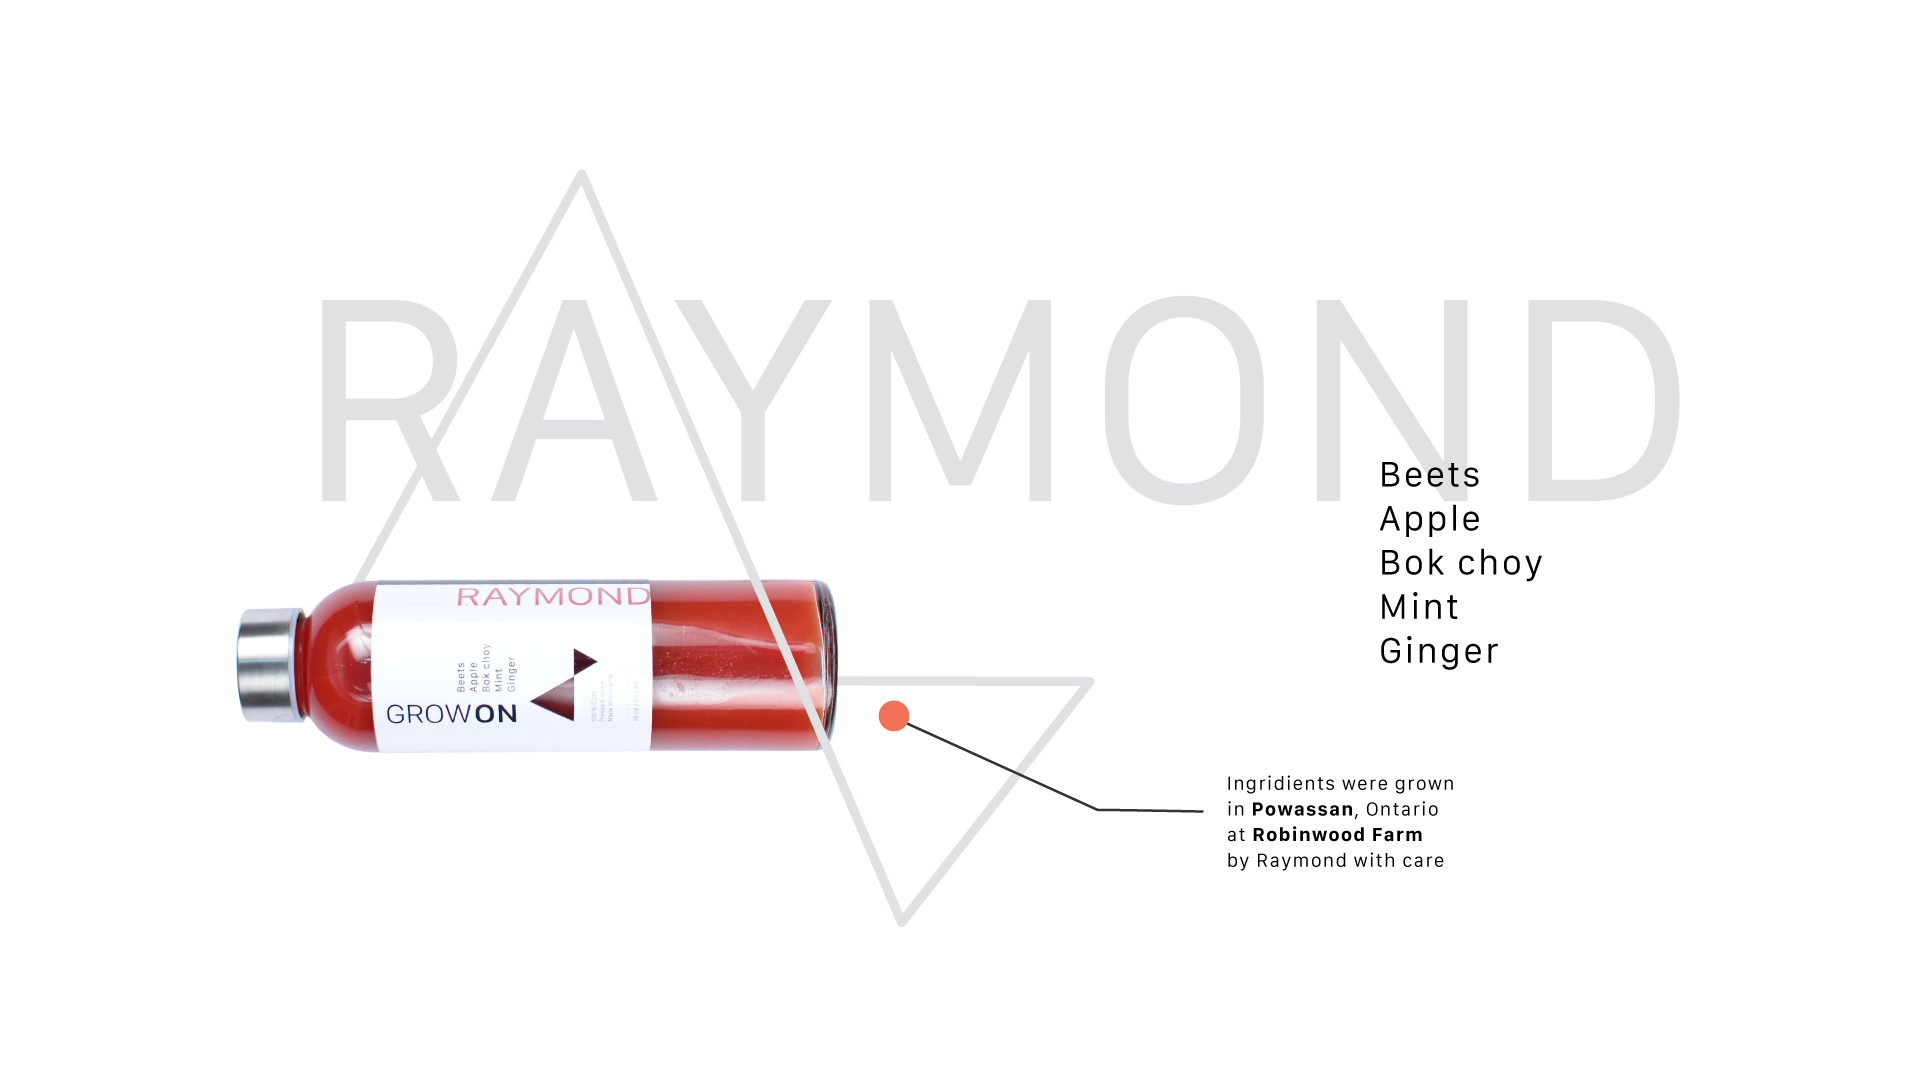 RAYMOND
Beets
Apple
Bok choy
Mint
Ginger
RAYMOND
Beets
Apple
Bok choy
Mint
Ginger
GROWON
Ingridients were grown
in Powassan, Ontario
at Robinwood Farm
by Raymond with care